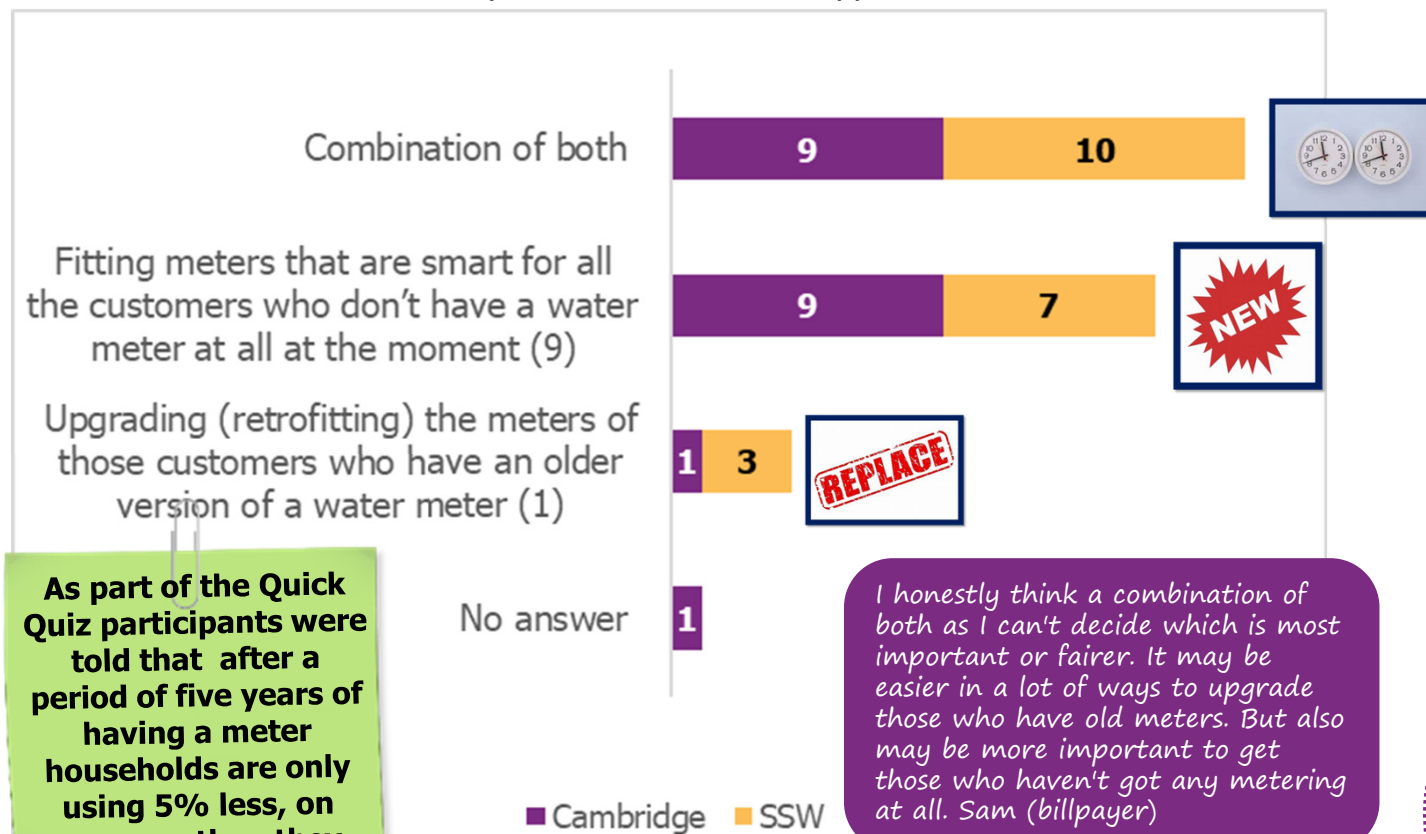 Combination of both
9
10
Fitting meters that are smart for all
the customers who don't have a water
meter at all at the moment (9)
9
7
NEW
Upgrading (retrofitting) the meters of
those customers who have an older
version of a water meter (1)
1
3
REPLACE
No answer
1
As part of the Quick
Quiz participants were
told that after a
period of five years of
having a meter
households are only
using 5% less, on
I honestly think a combination of
both as I can't decide which is most
important or fairer. It may be
easier in a lot of ways to upgrade
those who have old meters. But also
may be more important to get
those who haven't got any metering
at all. Sam (billpayer)
Cambridge
SSW